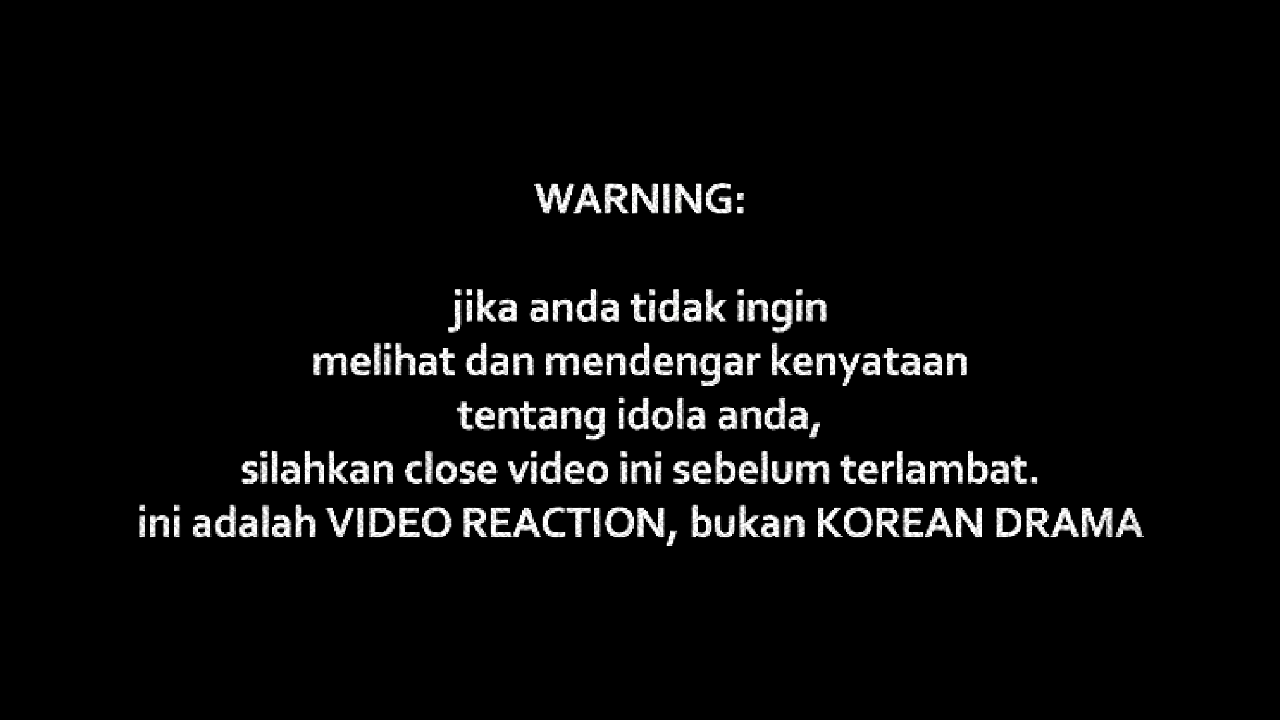 WARNING:
jika anda tidak ingin
melihat dan mendengar kenyataan
tentang idola anda,
silahkan close video ini sebelum terlambat.
ini adalah VIDEO REACTION, bukan KOREAN DRAMA